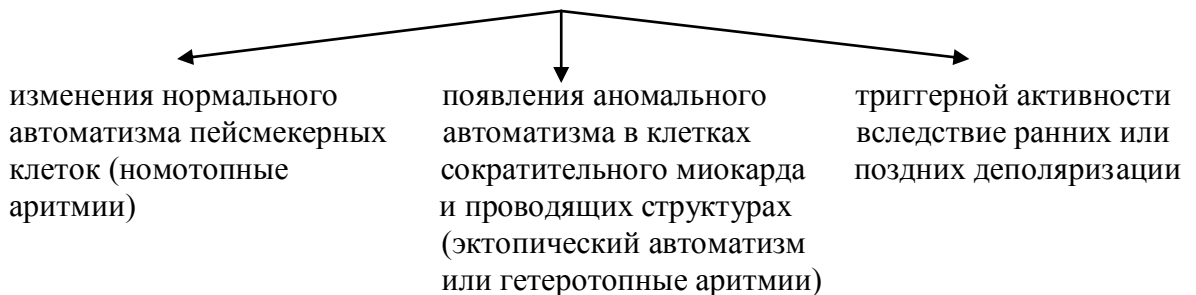 изменения нормального
автоматизма пейсмекерных
клеток (номотопные
аритмии)
появления аномального
автоматизма в клетках
сократительного миокарда
и проводящих структурах
(эктопический автоматизм
или гетеротопные аритмии)
триггерной активности
вследствие ранних или
поздних деполяризации